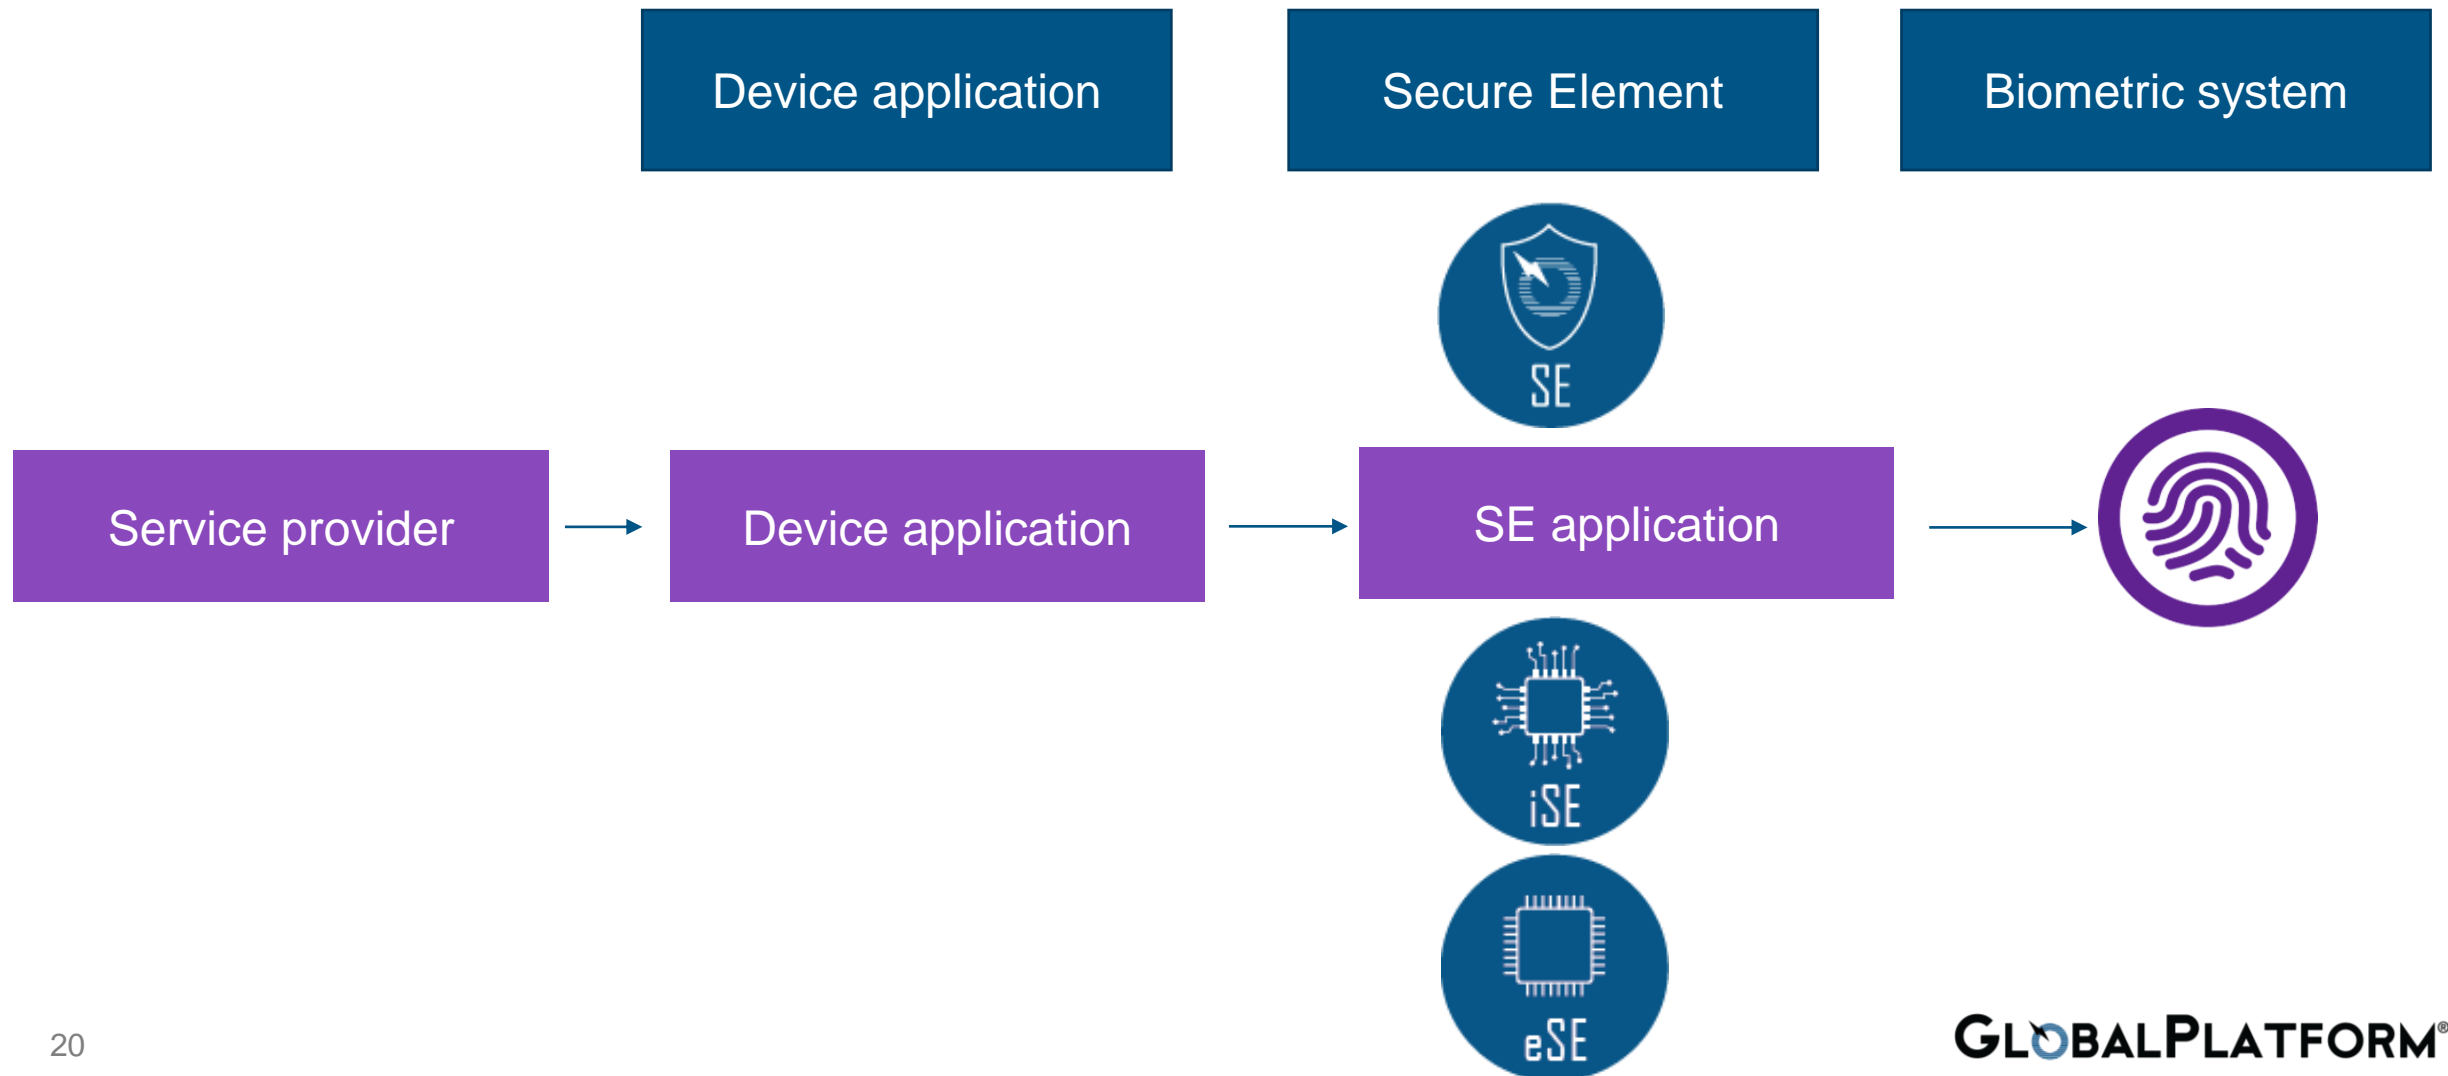 Device application
Secure Element
Biometric system
SE
Service provider
Device application
SE application
iSE
eSE
20
GLOBALPLATFORM®